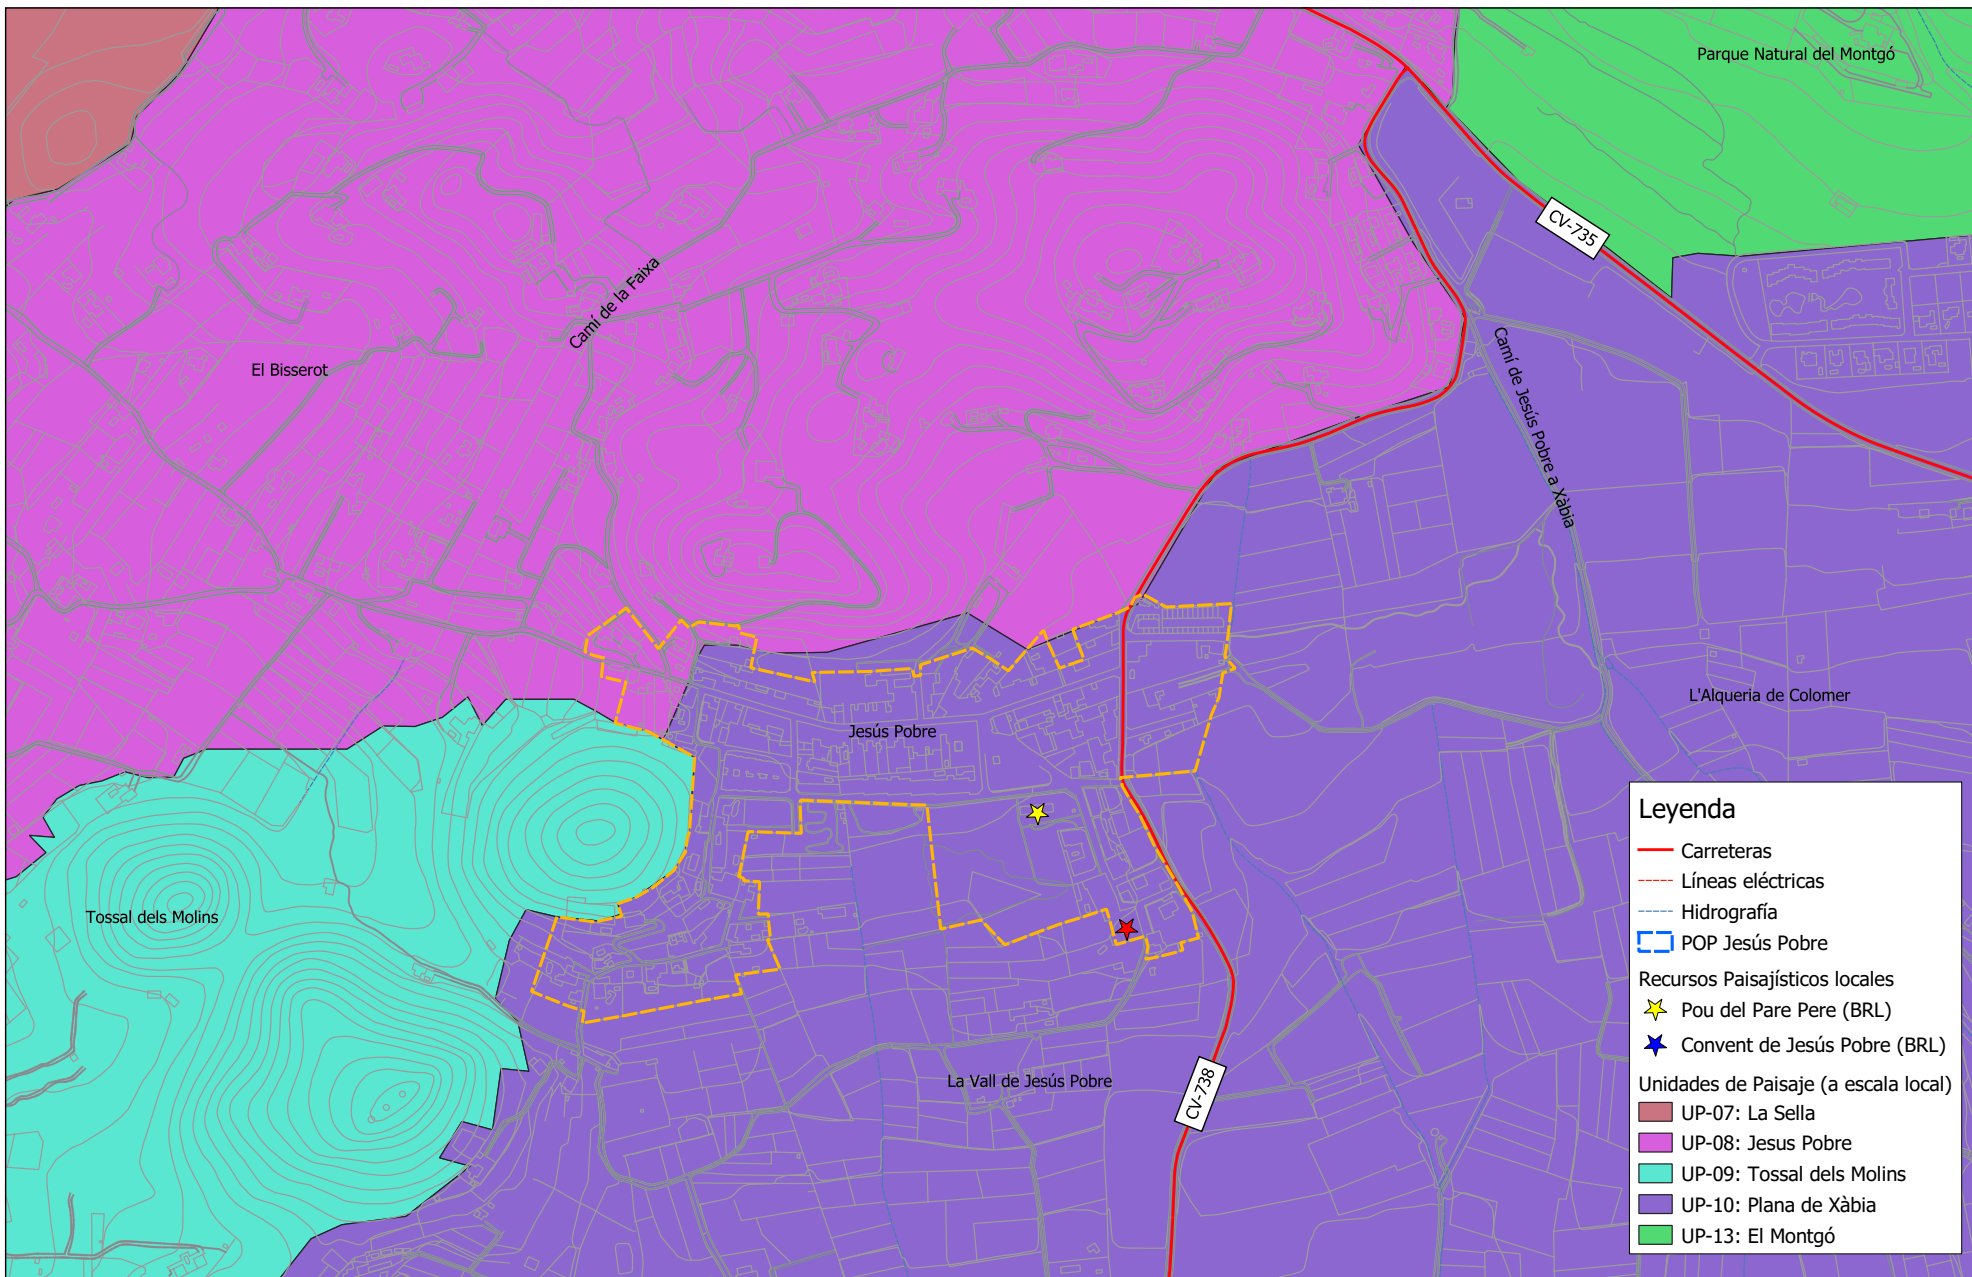 Parque Natural del Montgó
CV-735
Camí de la Faixa
El Bisserot
Camí de Jesús Pobre a Xàbia
L'Alqueria de Colomer
Jesús Pobre
Tossal dels Molins
La Vall de Jesús Pobre
CV-738
Leyenda
Carreteras
Líneas eléctricas
Hidrografía
POP Jesús Pobre
Recursos Paisajísticos locales
Pou del Pare Pere (BRL)
Convent de Jesús Pobre (BRL)
Unidades de Paisaje (a escala local)
UP-07: La Sella
UP-08: Jesus Pobre
UP-09: Tossal dels Molins
UP-10: Plana de Xàbia
UP-13: El Montgó